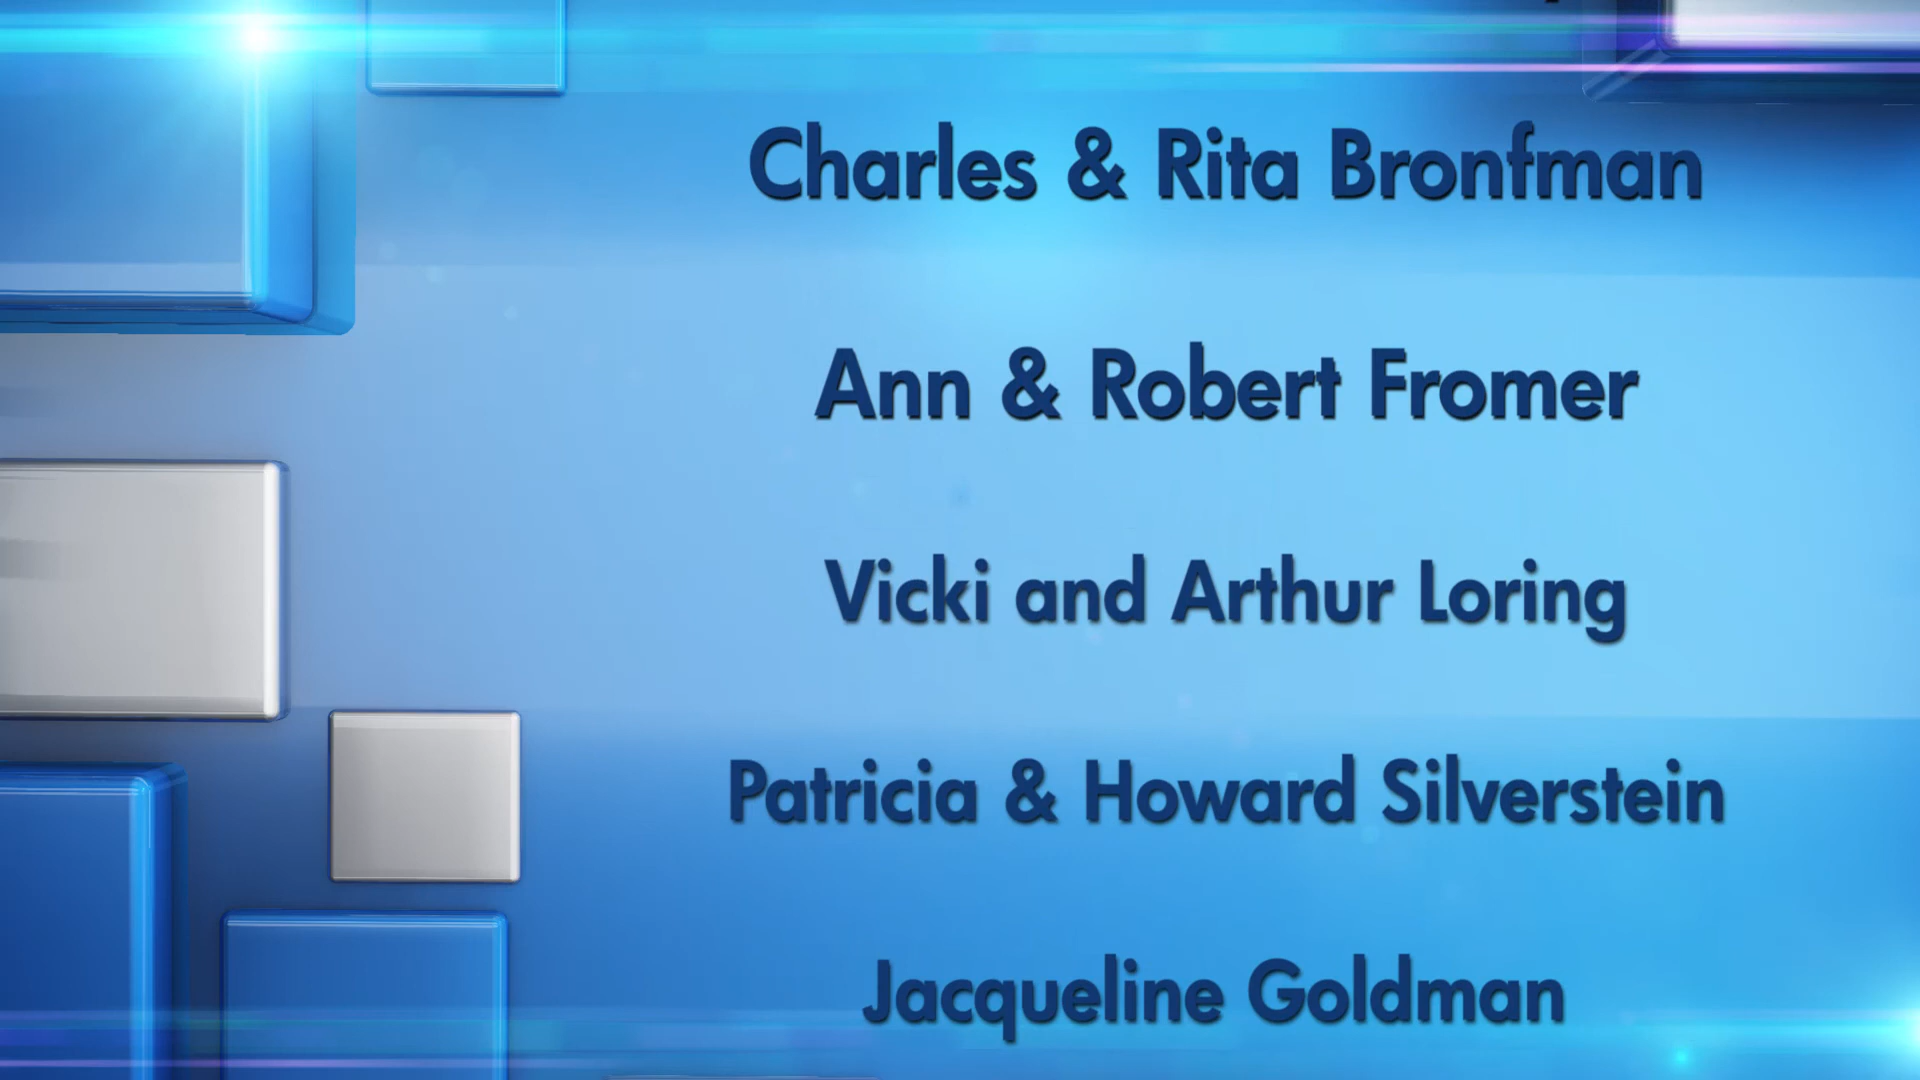 Charles & Rita Bronfman
Ann & Robert Fromer
Vicki and Arthur Loring
Patricia & Howard Silverstein
Jacqueline Goldman